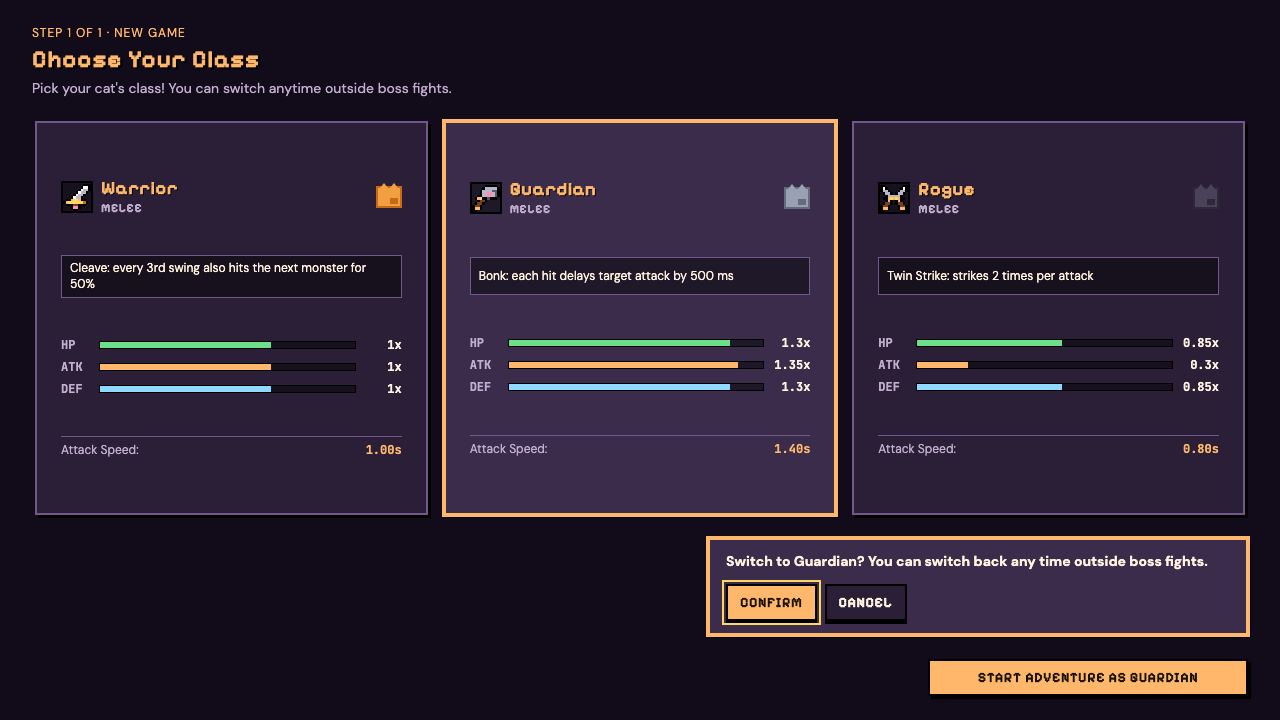 STEP 1 OF 1 · NEW GAME
Choose Your Class
Pick your cat's class! You can switch anytime outside boss fights.
Warrior
MELEE
Cleave: every 3rd swing also hits the next monster for
50%
HP 1x
ATK 1x
DEF 1x
Attack Speed: 1.00s
Guardian
MELEE
Bonk: each hit delays target attack by 500 ms
HP 1.3x
ATK 1.35x
DEF 1.3x
Attack Speed: 1.40s
Rogue
MELEE
Twin Strike: strikes 2 times per attack
HP 0.85x
ATK 0.3x
DEF 0.85x
Attack Speed: 0.80s
Switch to Guardian? You can switch back any time outside boss fights.
CONFIRM CANCEL
START ADVENTURE AS GUARDIAN